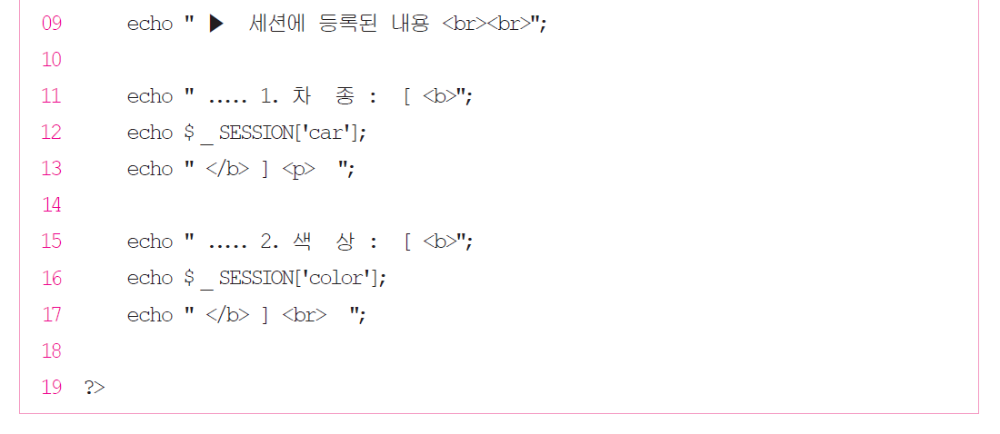 09 echo " ▶ 세션에 등록된 내용 <br><br>";
10
11 echo " ..... 1. 차 종 : [ <b>";
12 echo $_SESSION['car'];
13 echo " </b> ] <p> ";
14
15 echo " ..... 2. 색 상 : [ <b>";
16 echo $_SESSION['color'];
17 echo " </b> ] <br> ";
18
19 ?>